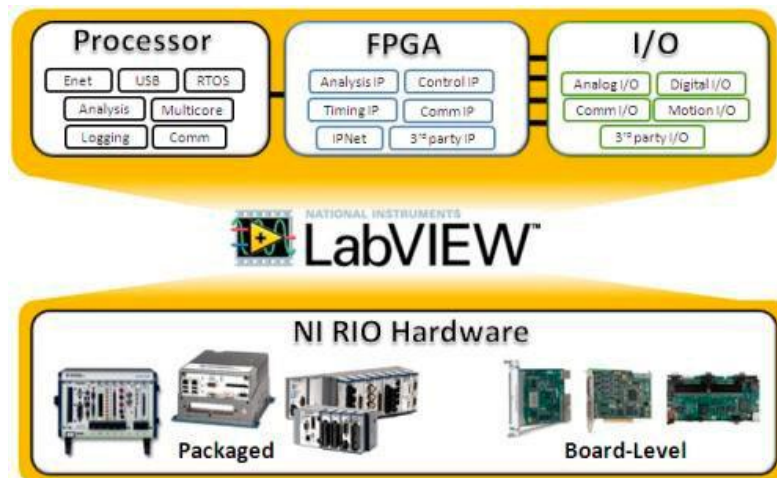 Processor
FPGA
I/O
Enet
USB
RTOS
Analysis
Multicore
Logging
Comm
Analysis IP
Control IP
Timing IP
Comm IP
IPNet
3rd party IP
Analog I/O
Digital I/O
Comm I/O
Motion I/O
3rd party I/O
NATIONAL INSTRUMENTS
LabVIEW™
NI RIO Hardware
Packaged
Board-Level